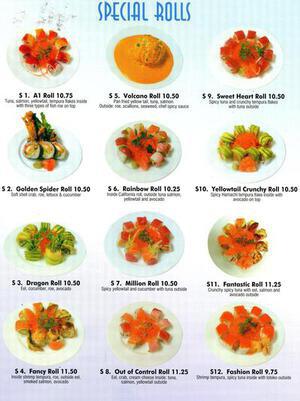 SPECIAL ROLLS
S 1. A1 Roll 10.75
Tuna, salmon, yellowtail, tempura flakes inside
with three types of fish roe on top
S 5. Volcano Roll 10.50
Pan fried yellow tail, tuna, salmon
Outside: roe, scallions, seaweed, chef spicy sauce
S 9. Sweet Heart Roll 10.50
Spicy tuna and crunchy tempura flakes
with tuna outside
S 2. Golden Spider Roll 10.50
Soft shell crab, roe, lettuce & cucumber
S 6. Rainbow Roll 10.25
Inside California roll, outside tuna salmon,
yellowtail and avocado
S10. Yellowtail Crunchy Roll 10.50
Spicy Hamachi tempura flake inside with
avocado on top
S 3. Dragon Roll 10.50
Eel, cucumber, roe, avocado
S 7. Million Roll 10.50
Spicy yellowtail and cucumber with tuna outside
S11. Fantastic Roll 11.25
Crunchy spicy tuna with eel, salmon and
avocado outside
S 4. Fancy Roll 11.50
Inside shrimp tempura, roe, outside eel,
smoked salmon, avocado
S 8. Out of Control Roll 11.25
Eel, crab, cream cheese inside, tuna,
salmon, yellowtail outside
S12. Fashion Roll 9.75
Shrimp tempura, spicy tuna inside with totoko outside